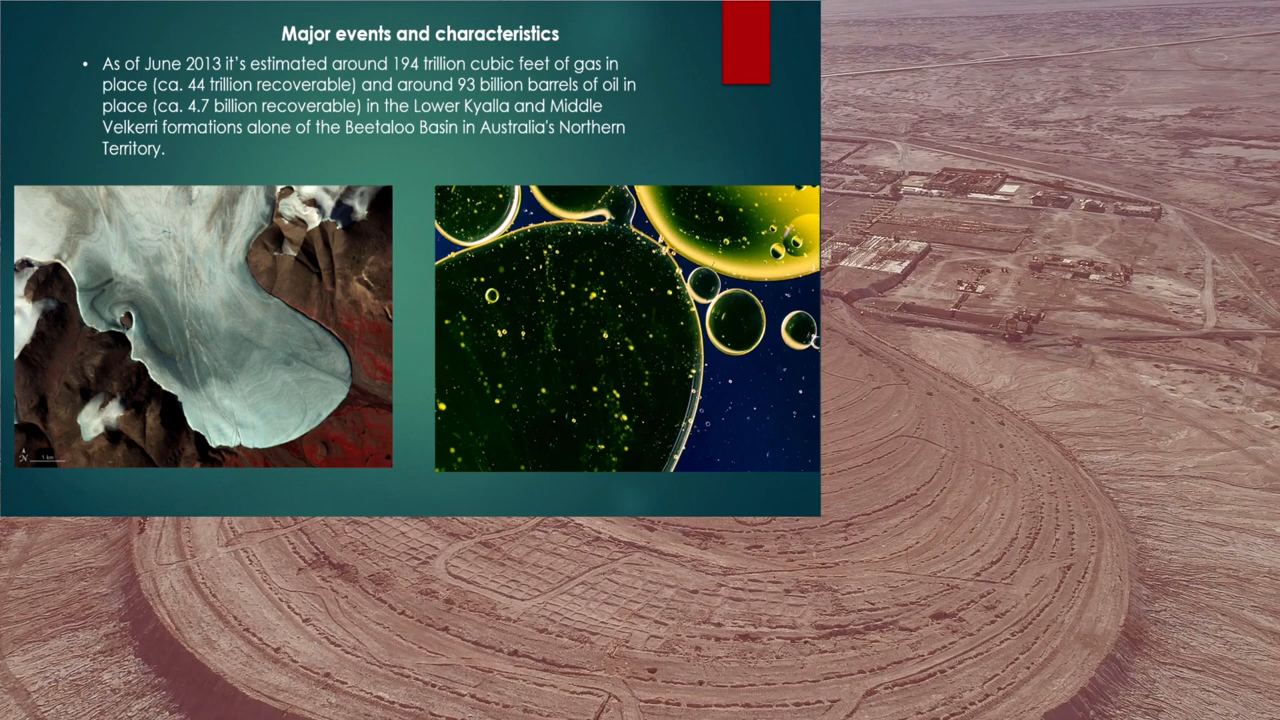 Major events and characteristics
• As of June 2013 it's estimated around 194 trillion cubic feet of gas in
place (ca. 44 trillion recoverable) and around 93 billion barrels of oil in
place (ca. 4.7 billion recoverable) in the Lower Kyalla and Middle
Velkerri formations alone of the Beetaloo Basin in Australia's Northern
Territory.
N
1 km